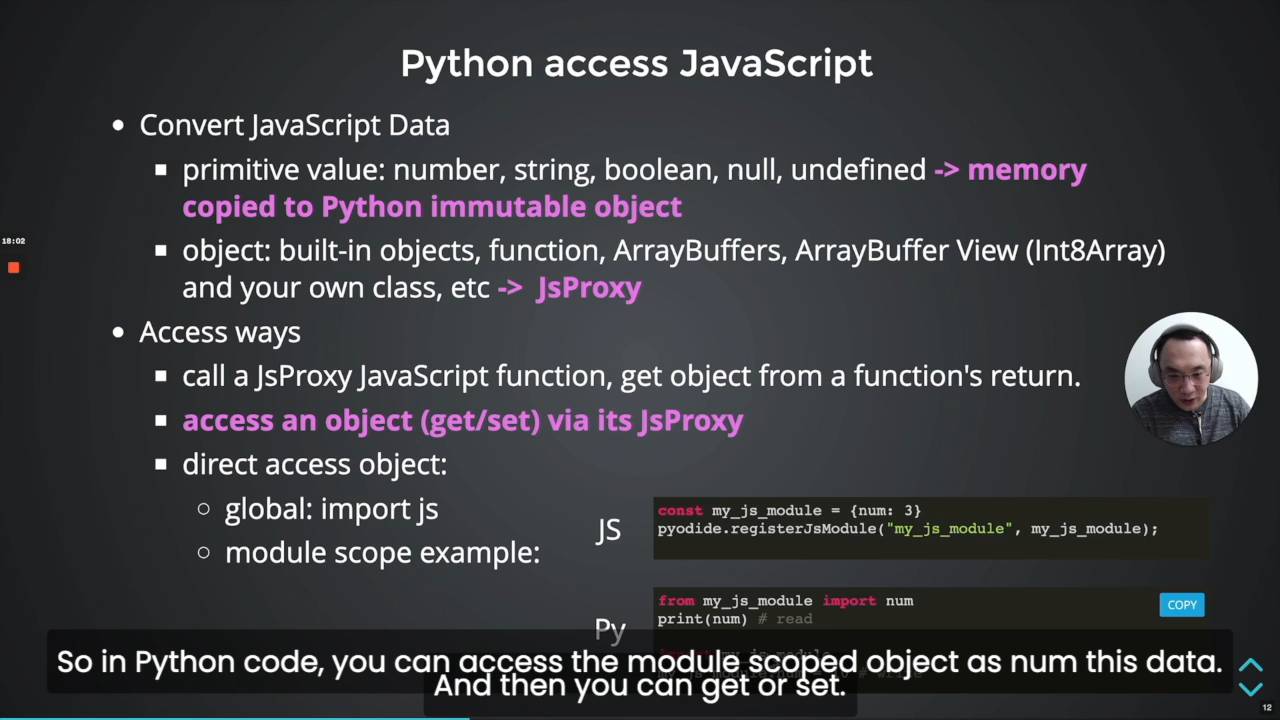 Python access JavaScript
• Convert JavaScript Data
▪ primitive value: number, string, boolean, null, undefined -> memory
copied to Python immutable object
▪ object: built-in objects, function, ArrayBuffers, ArrayBuffer View (Int8Array)
and your own class, etc -> JsProxy
18:02
• Access ways
▪ call a JsProxy JavaScript function, get object from a function's return.
▪ access an object (get/set) via its JsProxy
▪ direct access object:
○ global: import js
○ module scope example:
JS
const my_js_module = {num: 3}
pyodide.registerJsModule("my_js_module", my_js_module);
Py
from my_js_module import num
print(num) # read
COPY
So in Python code, you can access the module scoped object as num this data.
And then you can get or set.
12